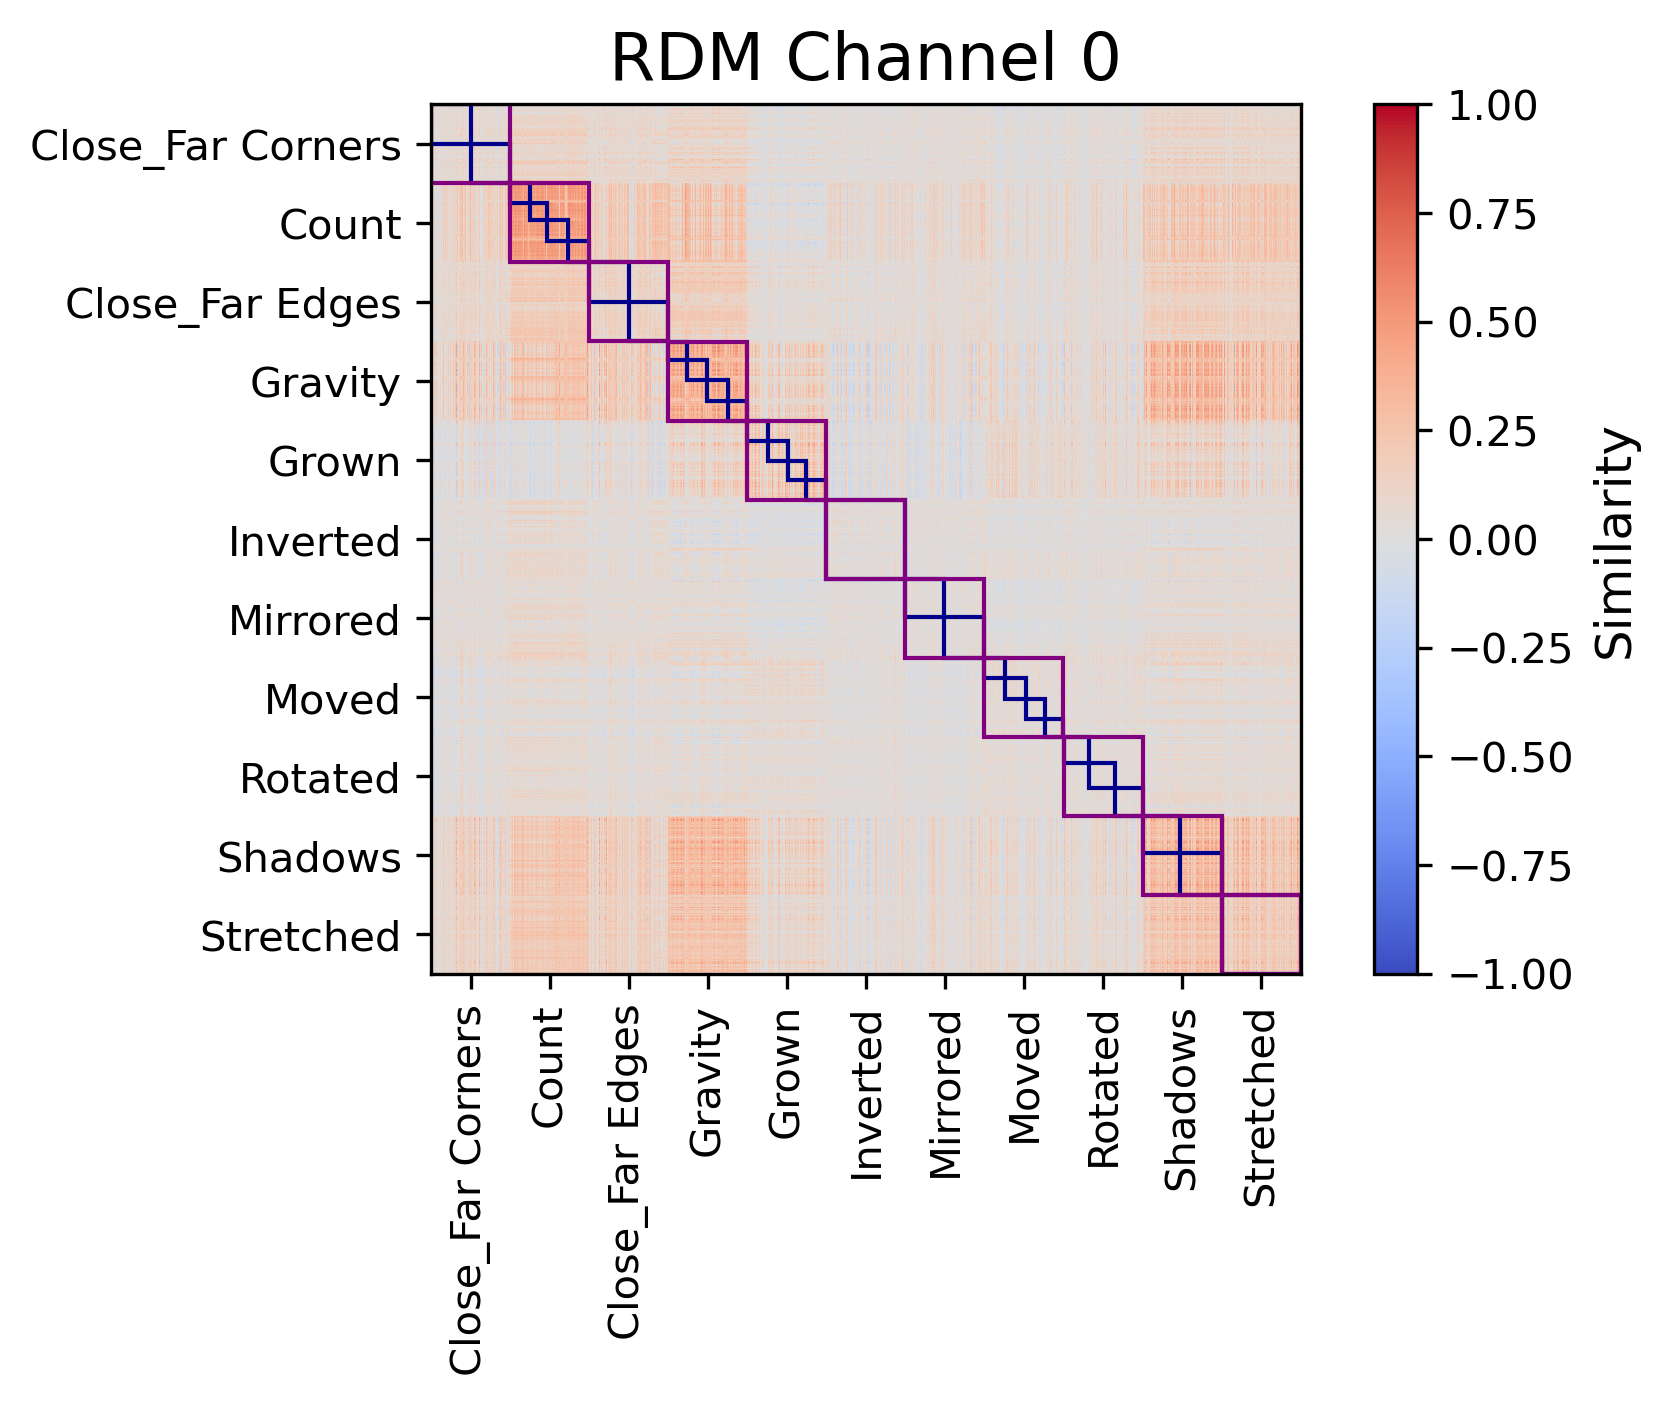 RDM Channel 0
Close_Far Corners
Count
Close_Far Edges
Gravity
Grown
Inverted
Mirrored
Moved
Rotated
Shadows
Stretched
Close_Far Corners
Count
Close_Far Edges
Gravity
Grown
Inverted
Mirrored
Moved
Rotated
Shadows
Stretched
1.00
0.75
0.50
0.25
0.00
−0.25
−0.50
−0.75
−1.00
Similarity